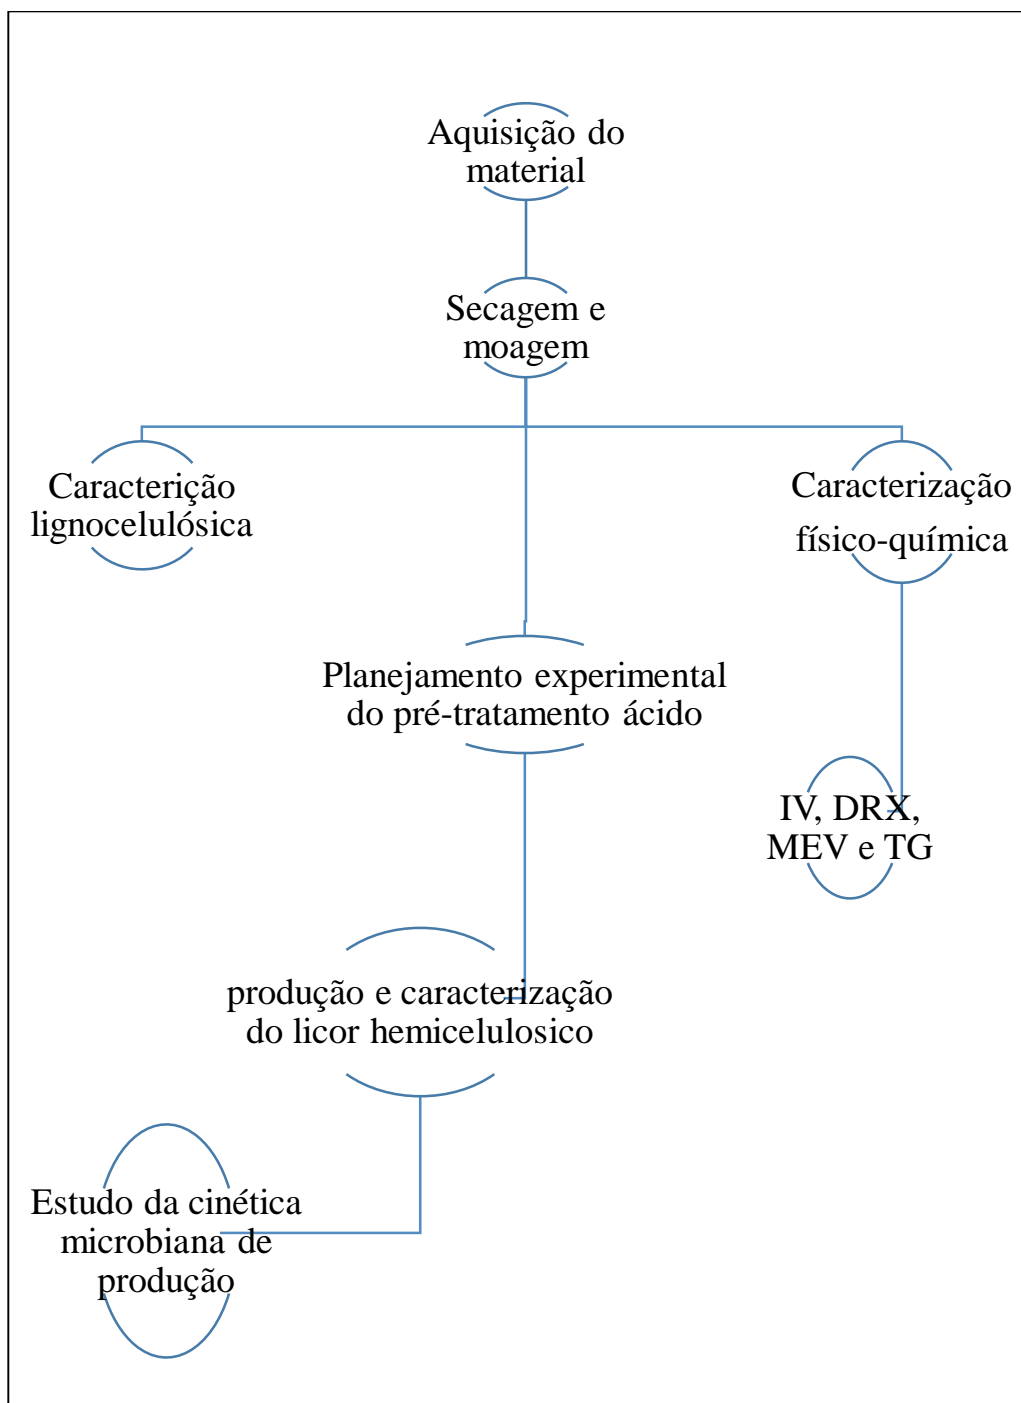 Aquisição do
material
Secagem e
moagem
Caracterição
lignocelulósica
Caracterização
físico-química
Planejamento experimental
do pré-tratamento ácido
IV, DRX,
MEV e TG
produção e caracterização
do licor hemicelulosico
Estudo da cinética
microbiana de
produção